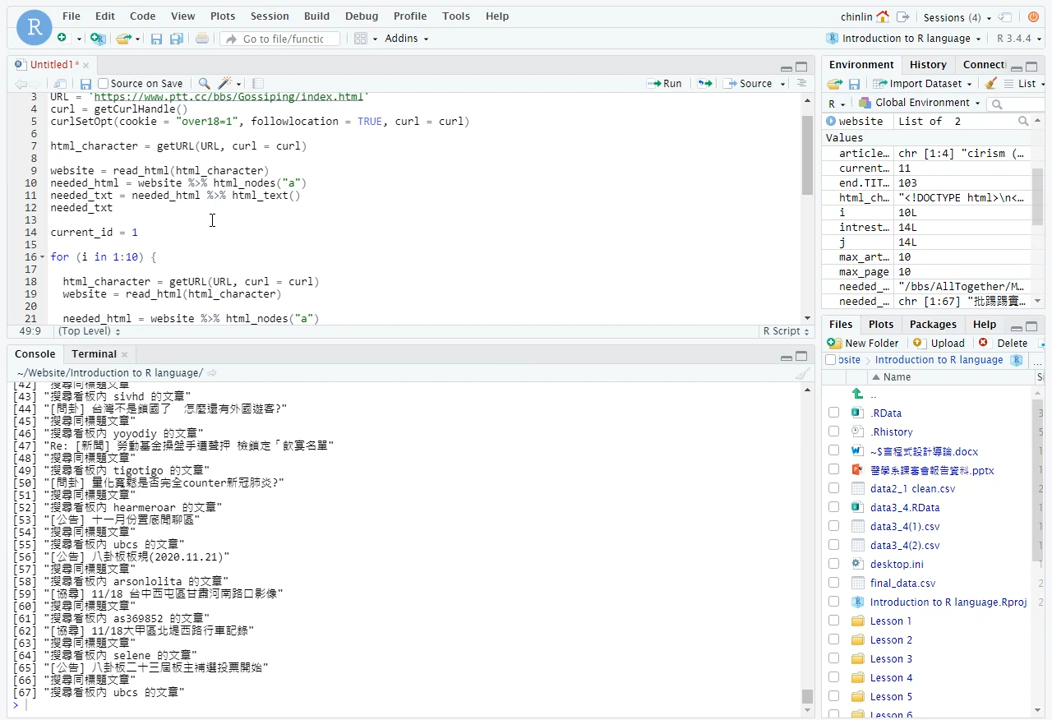 File Edit Code View Plots Session Build Debug Profile Tools Help
chinlin Sessions (4)
Go to file/functic Addins
Introduction to R language R 3.4.4
Untitled1*
Source on Save Run Source
3 URL = 'https://www.ptt.cc/bbs/Gossiping/index.html'
4 curl = getCurlHandle()
5 curlSetOpt(cookie = "over18=1", followlocation = TRUE, curl = curl)
6
7 html_character = getURL(URL, curl = curl)
8
9 website = read_html(html_character)
10 needed_html = website %>% html_nodes("a")
11 needed_txt = needed_html %>% html_text()
12 needed_txt
13
14 current_id = 1
15
16 for (i in 1:10) {
17
18 html_character = getURL(URL, curl = curl)
19 website = read_html(html_character)
20
21 needed_html = website %>% html_nodes("a")
49:9 (Top Level) R Script
Console Terminal
~/Website/Introduction to R language/
[42] "搜尋同標題文章"
[43] "搜尋看板內 sivhd 的文章"
[44] "[問卦] 台灣不是鎖國了 怎麼還有外國遊客?"
[45] "搜尋同標題文章"
[46] "搜尋看板內 yoyodiy 的文章"
[47] "Re: [新聞] 勞動基金操盤手遭聲押 檢鎖定「飲宴名單"
[48] "搜尋同標題文章"
[49] "搜尋看板內 tigotigo 的文章"
[50] "[問卦] 量化寬鬆是否完全counter新冠肺炎?"
[51] "搜尋同標題文章"
[52] "搜尋看板內 hearmeroar 的文章"
[53] "[公告] 十一月份置底閒聊區"
[54] "搜尋同標題文章"
[55] "搜尋看板內 ubcs 的文章"
[56] "[公告] 八卦板板規(2020.11.21)"
[57] "搜尋同標題文章"
[58] "搜尋看板內 arsonlolita 的文章"
[59] "[協尋] 11/18 台中西屯區甘肅河南路口影像"
[60] "搜尋同標題文章"
[61] "搜尋看板內 as369852 的文章"
[62] "[協尋] 11/18大甲區北堤西路行車記錄"
[63] "搜尋同標題文章"
[64] "搜尋看板內 selene 的文章"
[65] "[公告] 八卦板二十三屆板主補選投票開始"
[66] "搜尋同標題文章"
[67] "搜尋看板內 ubcs 的文章"
>
Environment History Connecti
Import Dataset List
R Global Environment
website List of 2
Values
article… chr [1:4] "cirism (…
current… 11
end.TIT… 103
html_ch… "<!DOCTYPE html>\n<…
i 10L
intrest… 14L
j 14L
max_art… 10
max_page 10
needed_… "/bbs/AllTogether/M…
needed_… chr [1:67] "批踢踢實…
Files Plots Packages Help
New Folder Upload Delete
bsite Introduction to R language
Name
..
.RData
.Rhistory
~$言程式設計導論.docx
醫學系課審會報告資料.pptx
data2_1 clean.csv
data3_4.RData
data3_4(1).csv
data3_4(2).csv
desktop.ini
final_data.csv
Introduction to R language.Rproj
Lesson 1
Lesson 2
Lesson 3
Lesson 4
Lesson 5
Lesson 6